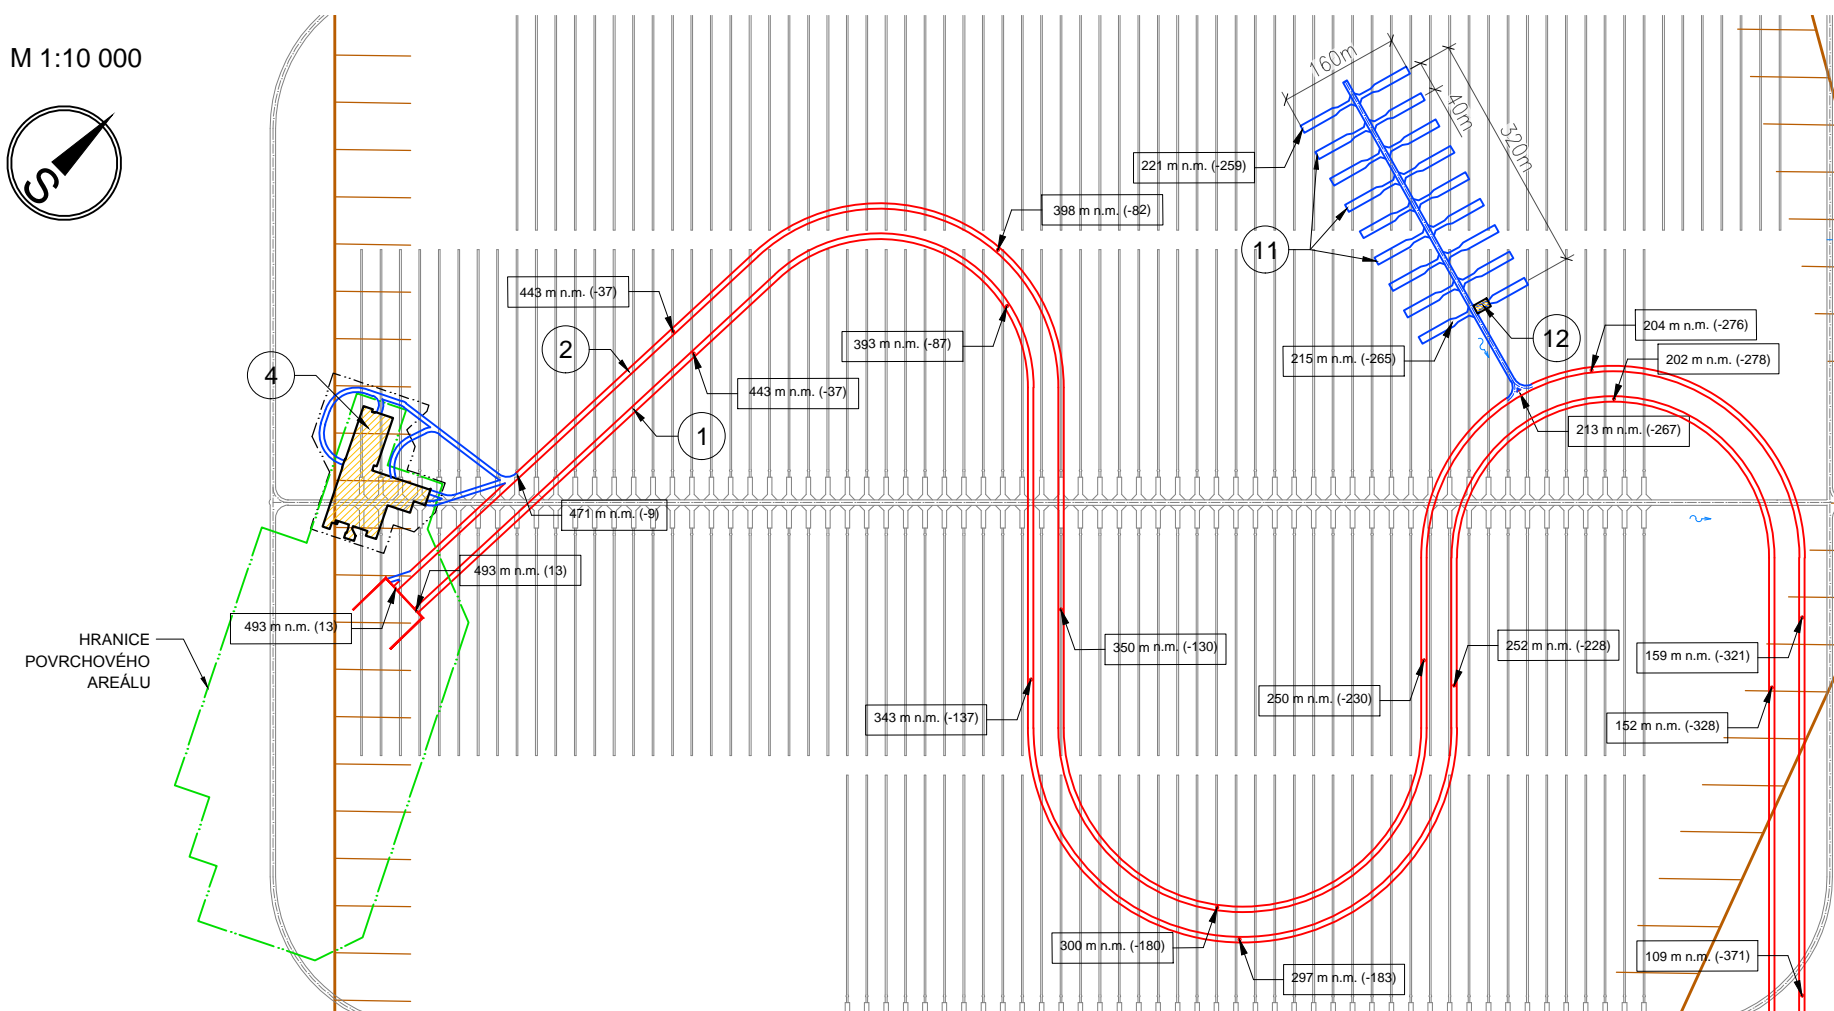 M 1:10 000
S
160m
40m
320m
221 m n.m. (-259)
398 m n.m. (-82)
11
443 m n.m. (-37)
2
393 m n.m. (-87)
204 m n.m. (-276)
12
202 m n.m. (-278)
215 m n.m. (-265)
4
443 m n.m. (-37)
1
213 m n.m. (-267)
471 m n.m. (-9)
493 m n.m. (13)
493 m n.m. (13)
HRANICE
POVRCHOVÉHO
AREÁLU
350 m n.m. (-130)
252 m n.m. (-228)
159 m n.m. (-321)
250 m n.m. (-230)
343 m n.m. (-137)
152 m n.m. (-328)
300 m n.m. (-180)
109 m n.m. (-371)
297 m n.m. (-183)